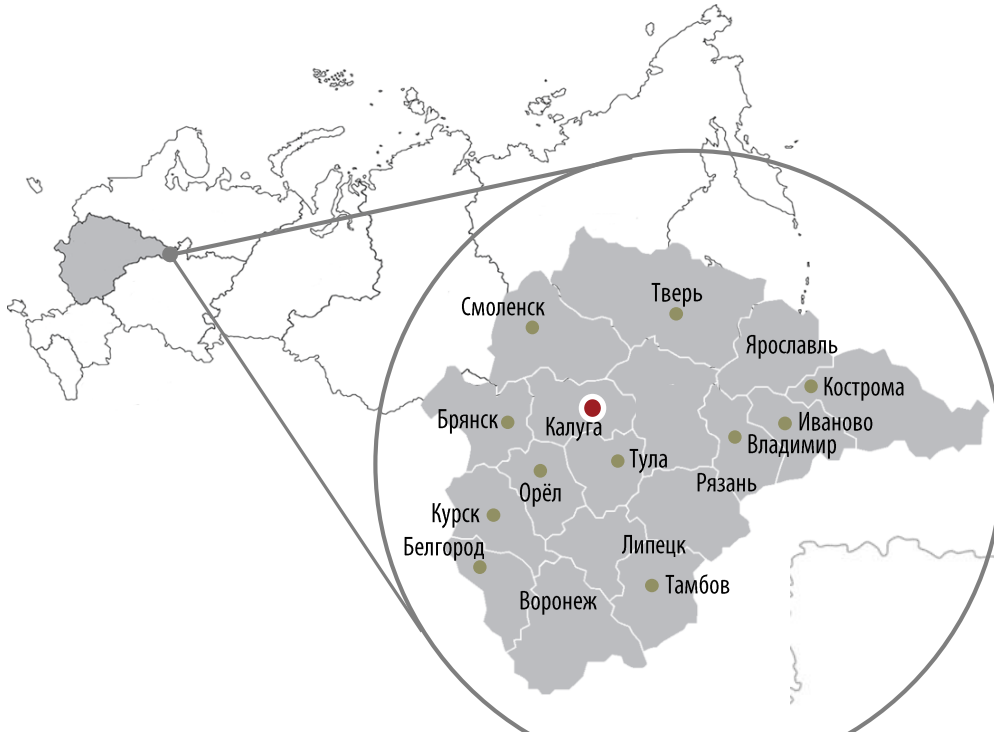 Тверь
Смоленск
Ярославль
Кострома
Брянск
Калуга
Иваново
Владимир
Тула
Рязань
Орёл
Курск
Белгород
Липецк
Тамбов
Воронеж